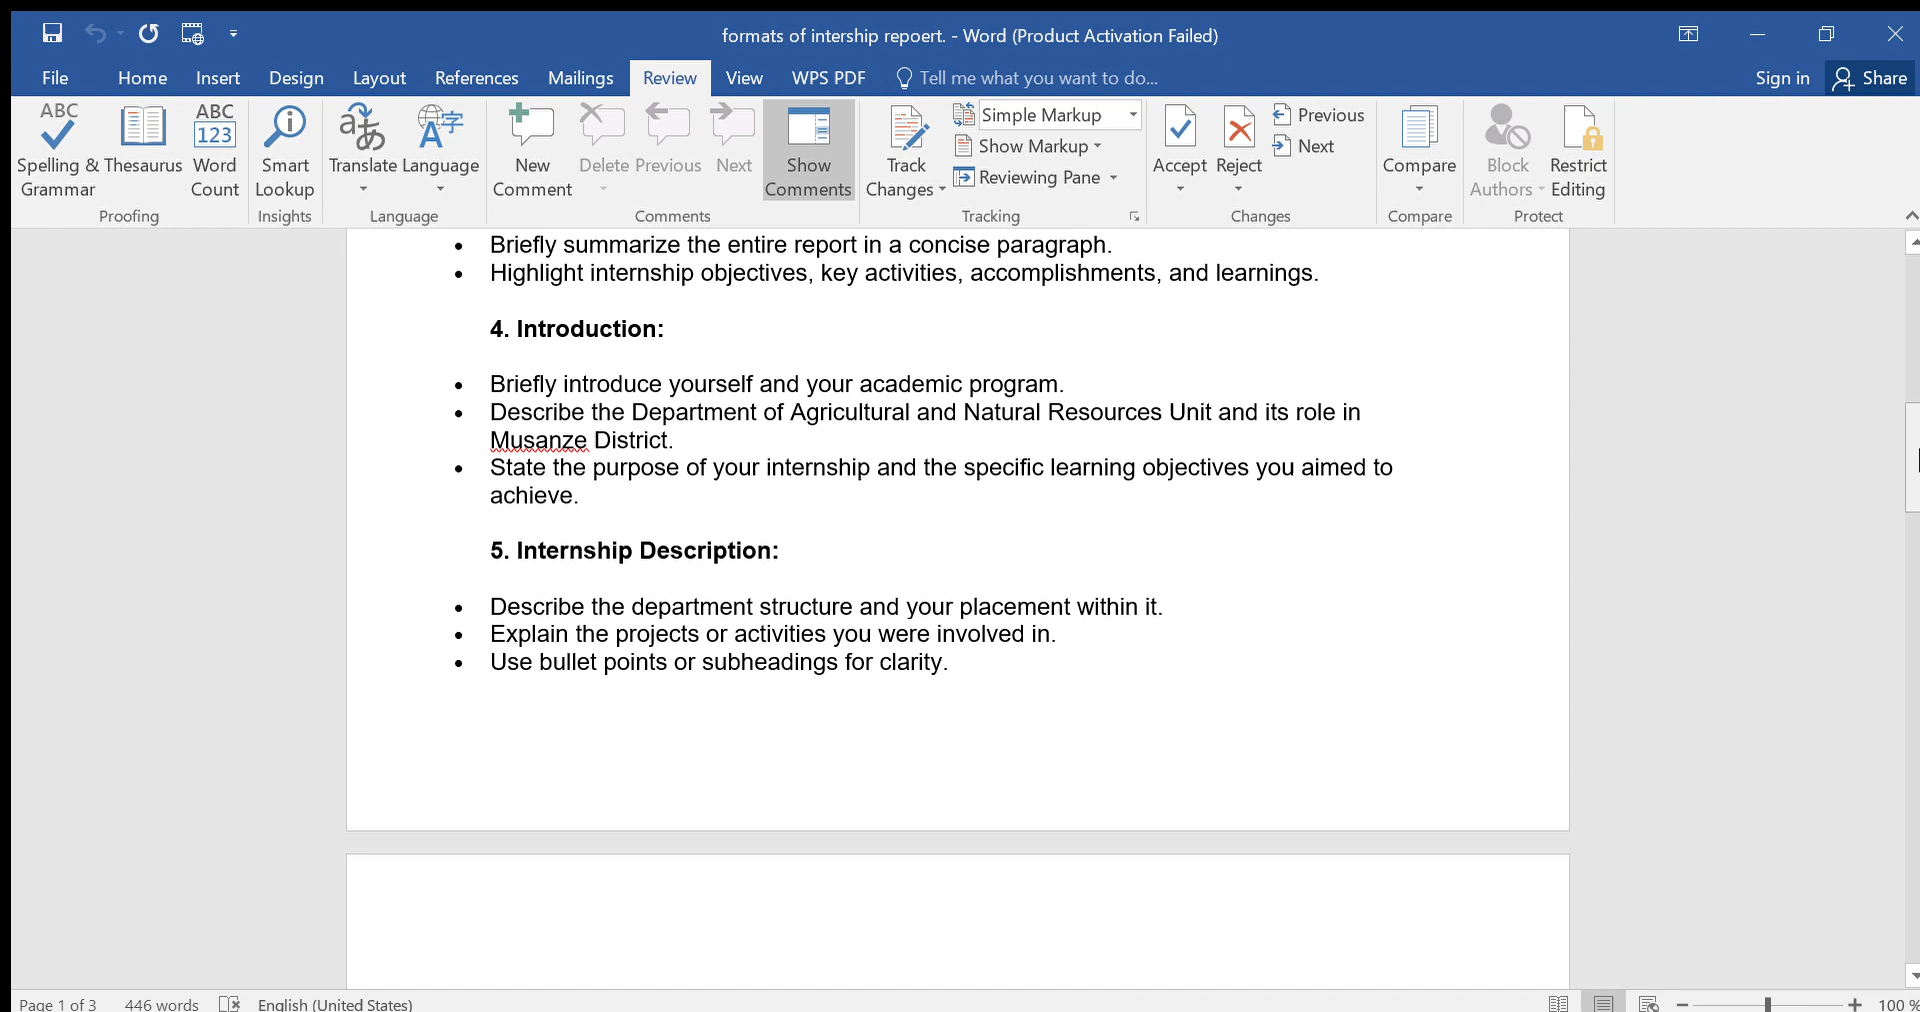 formats of intership repoert. - Word (Product Activation Failed)
File Home Insert Design Layout References Mailings Review View WPS PDF Tell me what you want to do... Sign in Share
ABC Spelling & Grammar
Thesaurus
ABC 123 Word Count
Proofing
Smart Lookup
Insights
Translate
Language
Language
New Comment
Delete
Previous
Next
Show Comments
Comments
Track Changes
Simple Markup
Show Markup
Reviewing Pane
Tracking
Accept
Reject
Previous
Next
Changes
Compare
Compare
Block Authors
Restrict Editing
Protect
• Briefly summarize the entire report in a concise paragraph.
• Highlight internship objectives, key activities, accomplishments, and learnings.
4. Introduction:
• Briefly introduce yourself and your academic program.
• Describe the Department of Agricultural and Natural Resources Unit and its role in
Musanze District.
• State the purpose of your internship and the specific learning objectives you aimed to
achieve.
5. Internship Description:
• Describe the department structure and your placement within it.
• Explain the projects or activities you were involved in.
• Use bullet points or subheadings for clarity.
Page 1 of 3 446 words English (United States) 100 %